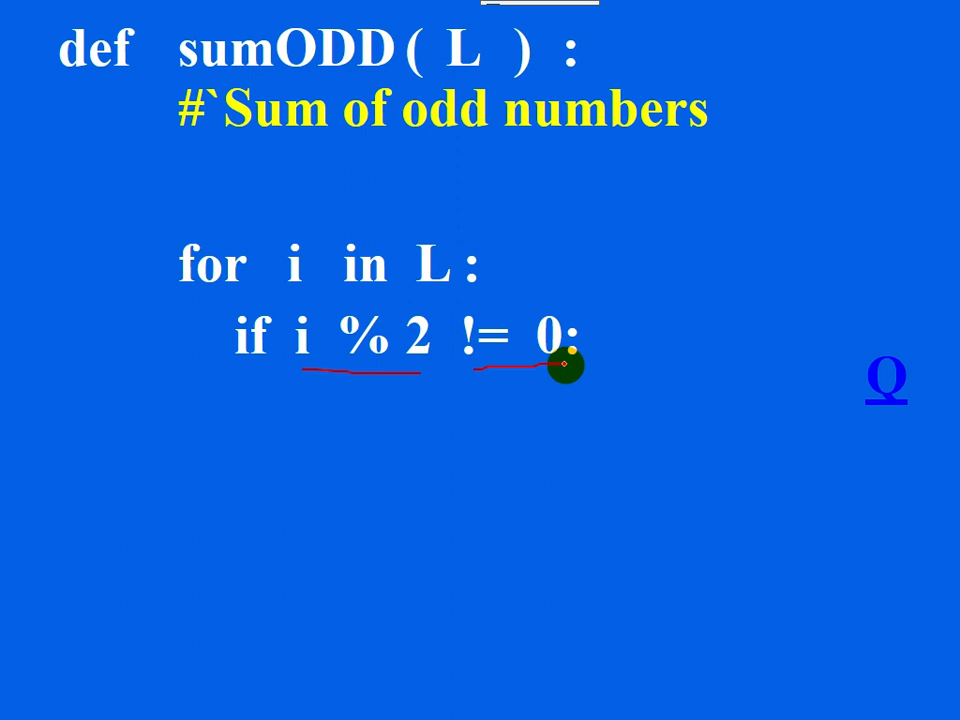 def sumODD ( L ) :
#`Sum of odd numbers
for i in L :
if i % 2 != 0:
Q